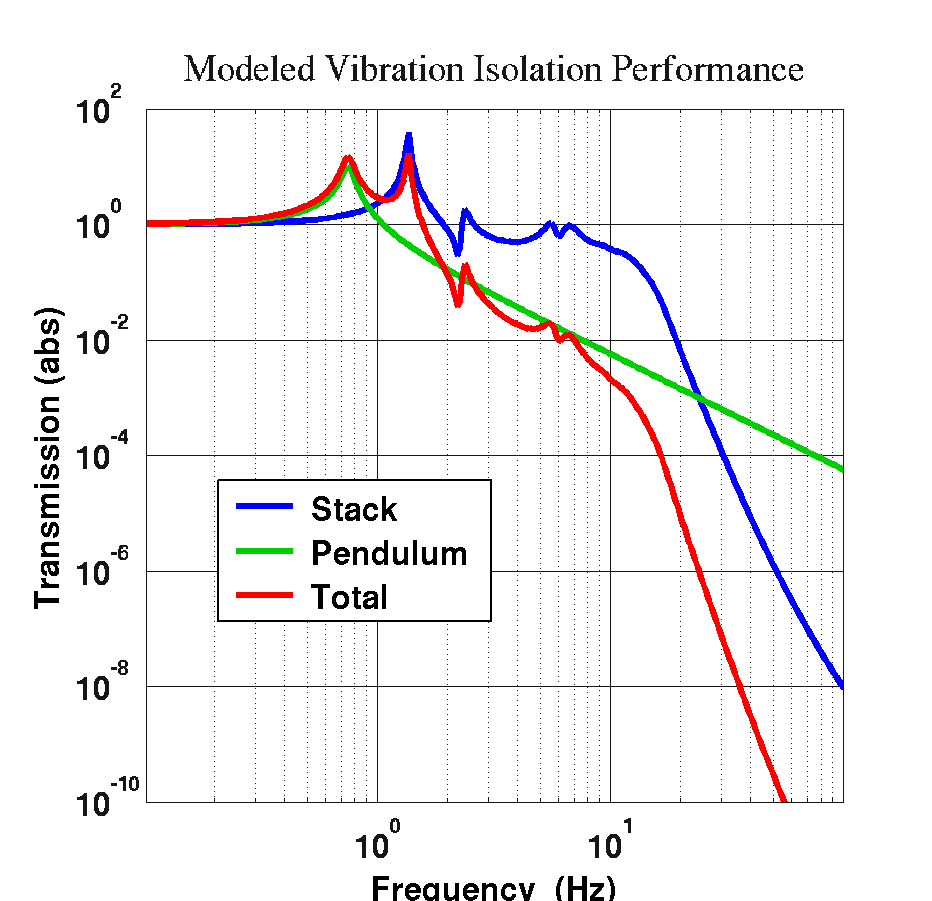 Modeled Vibration Isolation Performance
10^2
10^0
10^-2
10^-4
10^-6
10^-8
10^-10
Transmission (abs)
Stack
Pendulum
Total
10^0
10^1
Frequency (Hz)